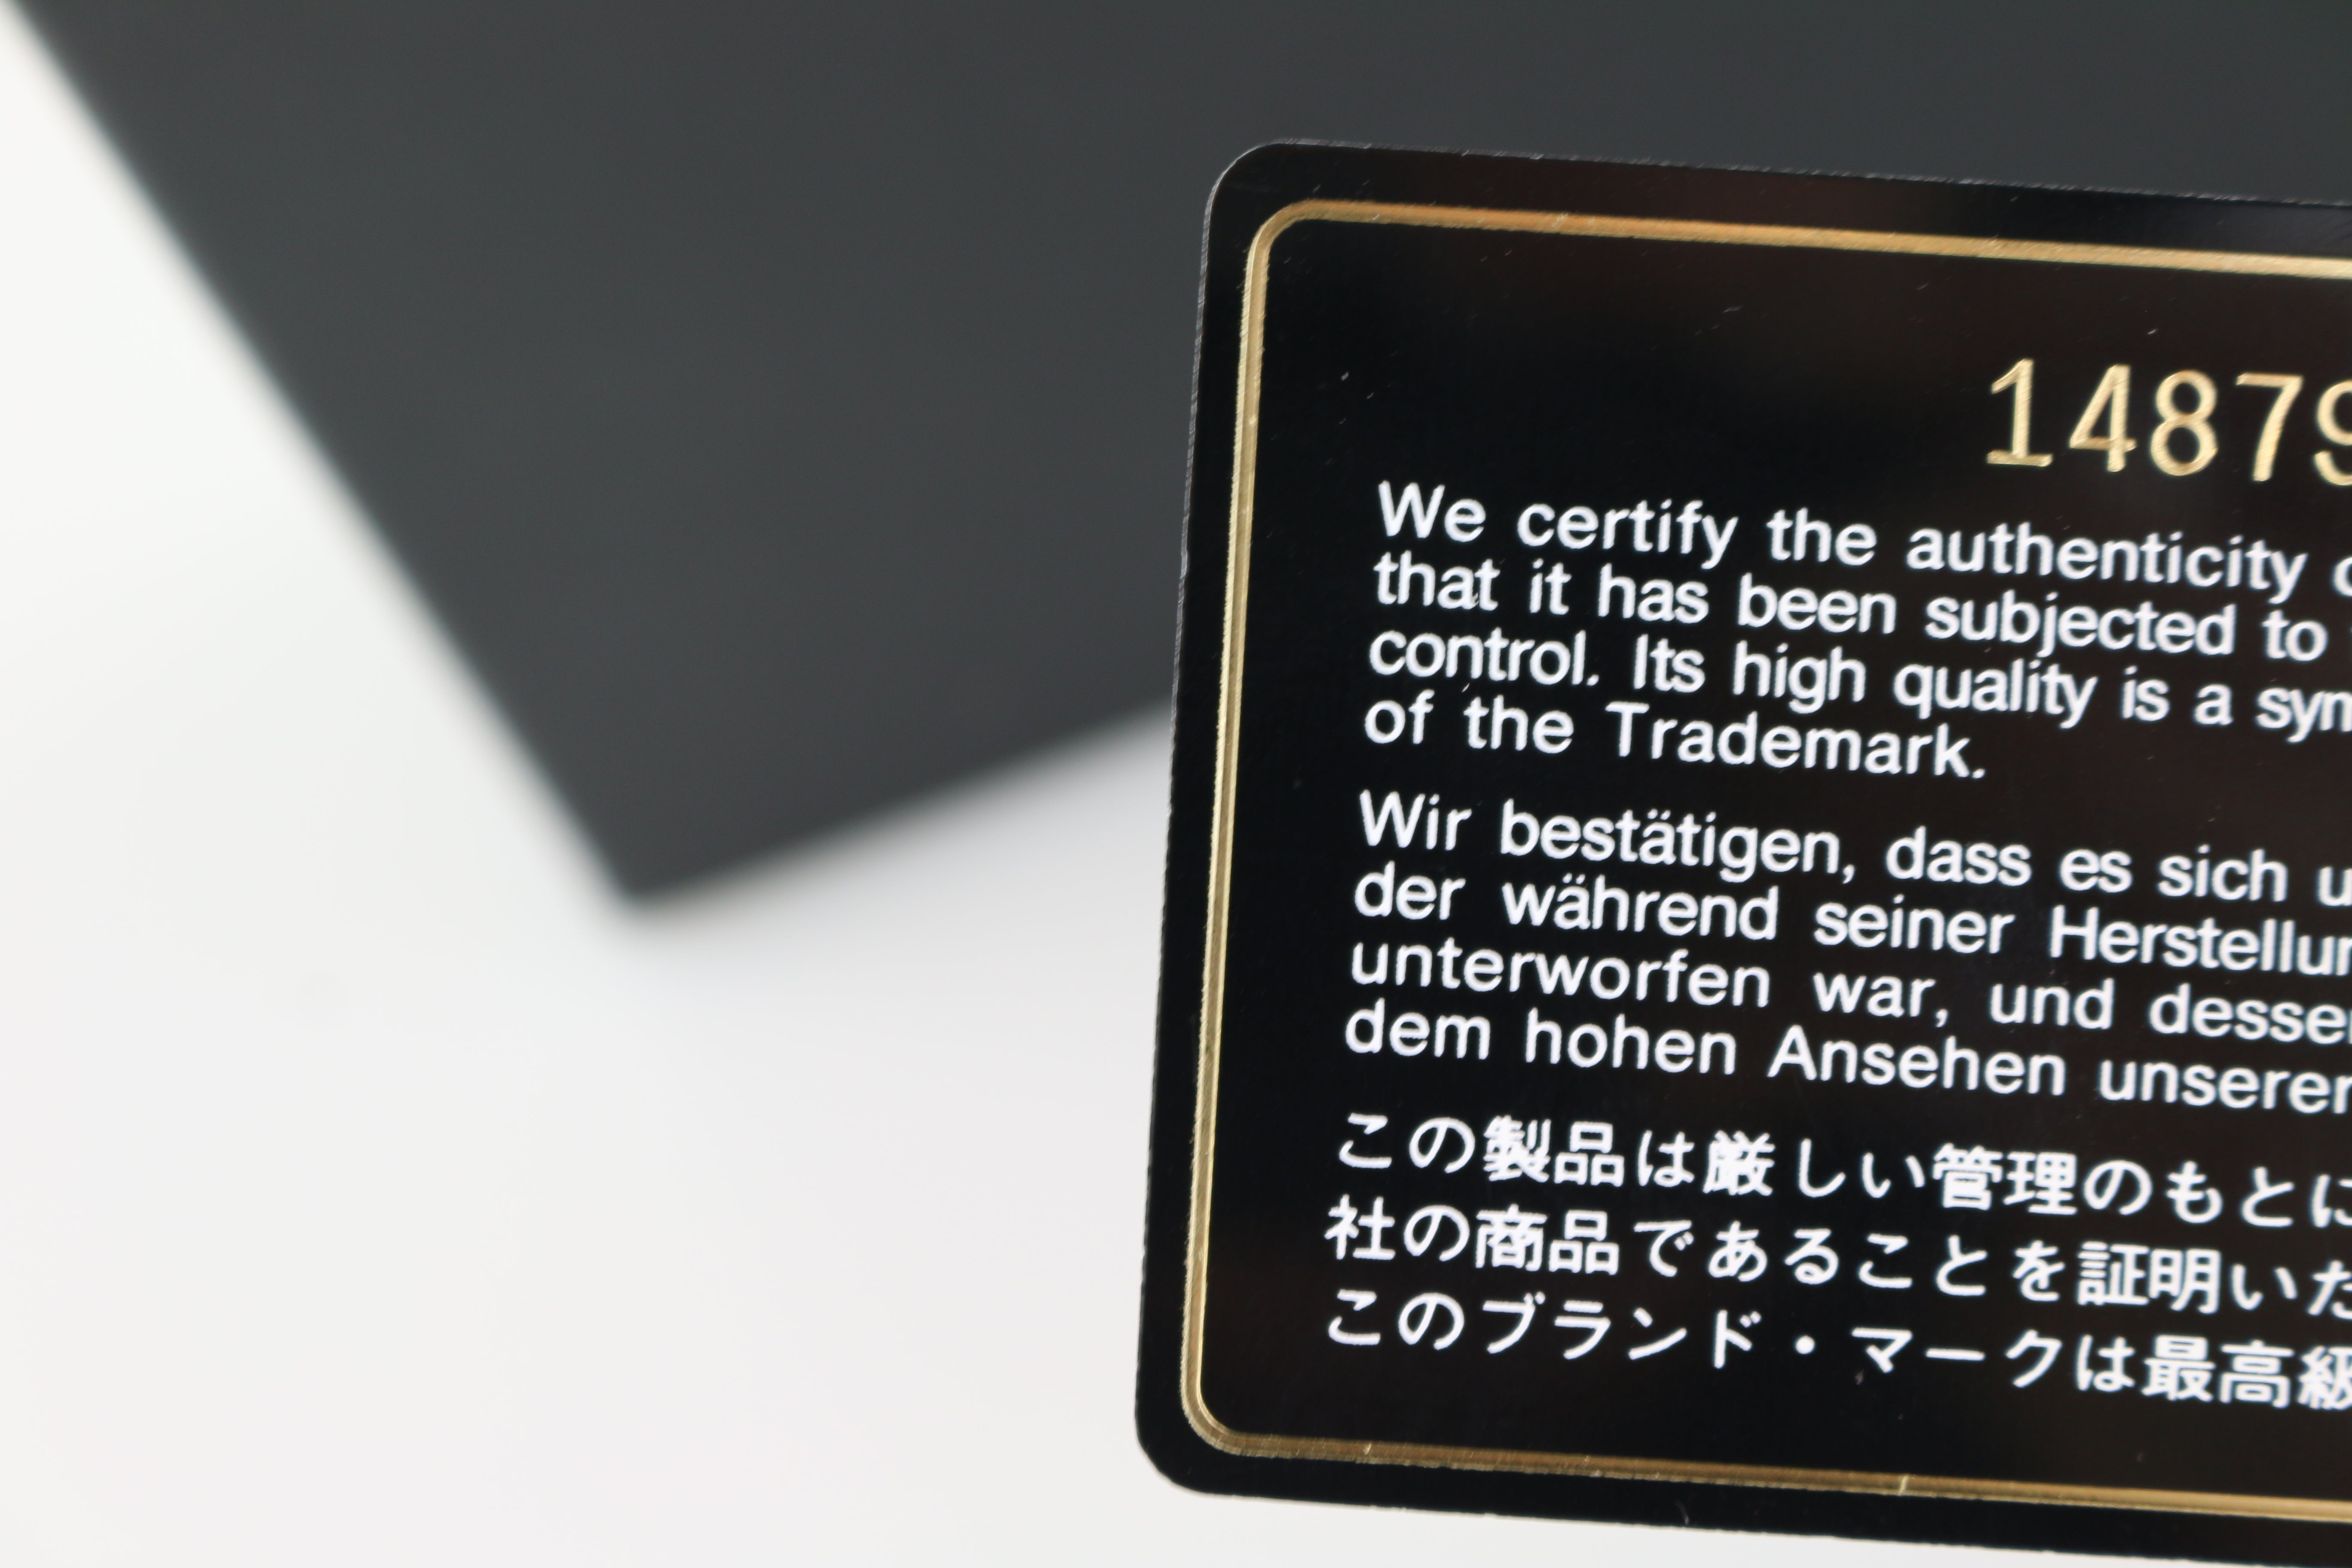 14879
We certify the authenticity
that it has been subjected to
control. Its high quality is a
of the Trademark.
Wir bestätigen, dass es sich
der während seiner
unterworfen war, und
dem hohen Ansehen
この製品は厳しい管理のもとに
社の商品であることを証明いた
このブランド・マークは最高級